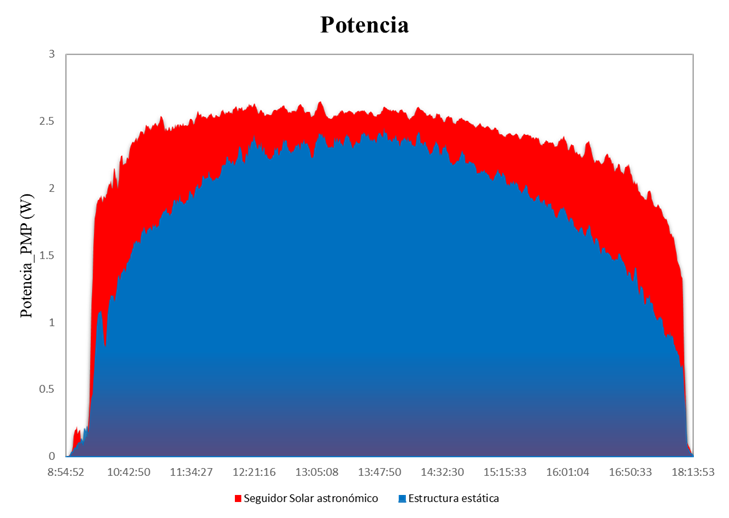 Potencia
3
2.5
2
1.5
1
0.5
0
Potencia_PMP (W)
8:54:52 10:42:50 11:34:27 12:21:16 13:05:08 13:47:50 14:32:30 15:15:33 16:01:04 16:50:33 18:13:53
Seguidor Solar astronómico Estructura estática